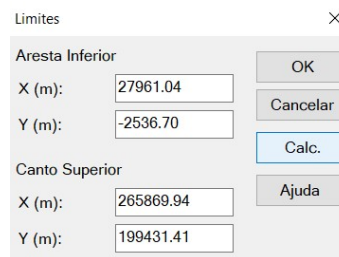 Limites
Aresta Inferior
OK
X (m): 27961.04
Cancelar
Y (m): -2536.70
Calc.
Canto Superior
Ajuda
X (m): 265869.94
Y (m): 199431.41